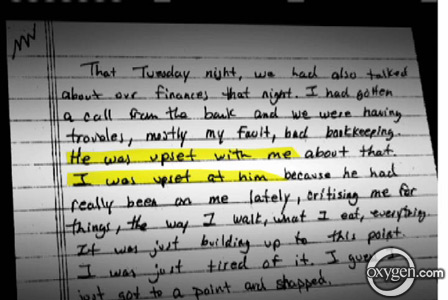 That Tuesday night, we had also talked
about our finances that night. I had gotten
a call from the bank and we were having
troubles, mostly my fault, bad bookkeeping.
He was upset with me about that.
I was upset at him because he had
really been on me lately, critising me for
things, the way I walk, what I eat, everything.
It was just building up to this point.
I was just tired of it. I guess
just got to a point and snapped.
oxygen.com